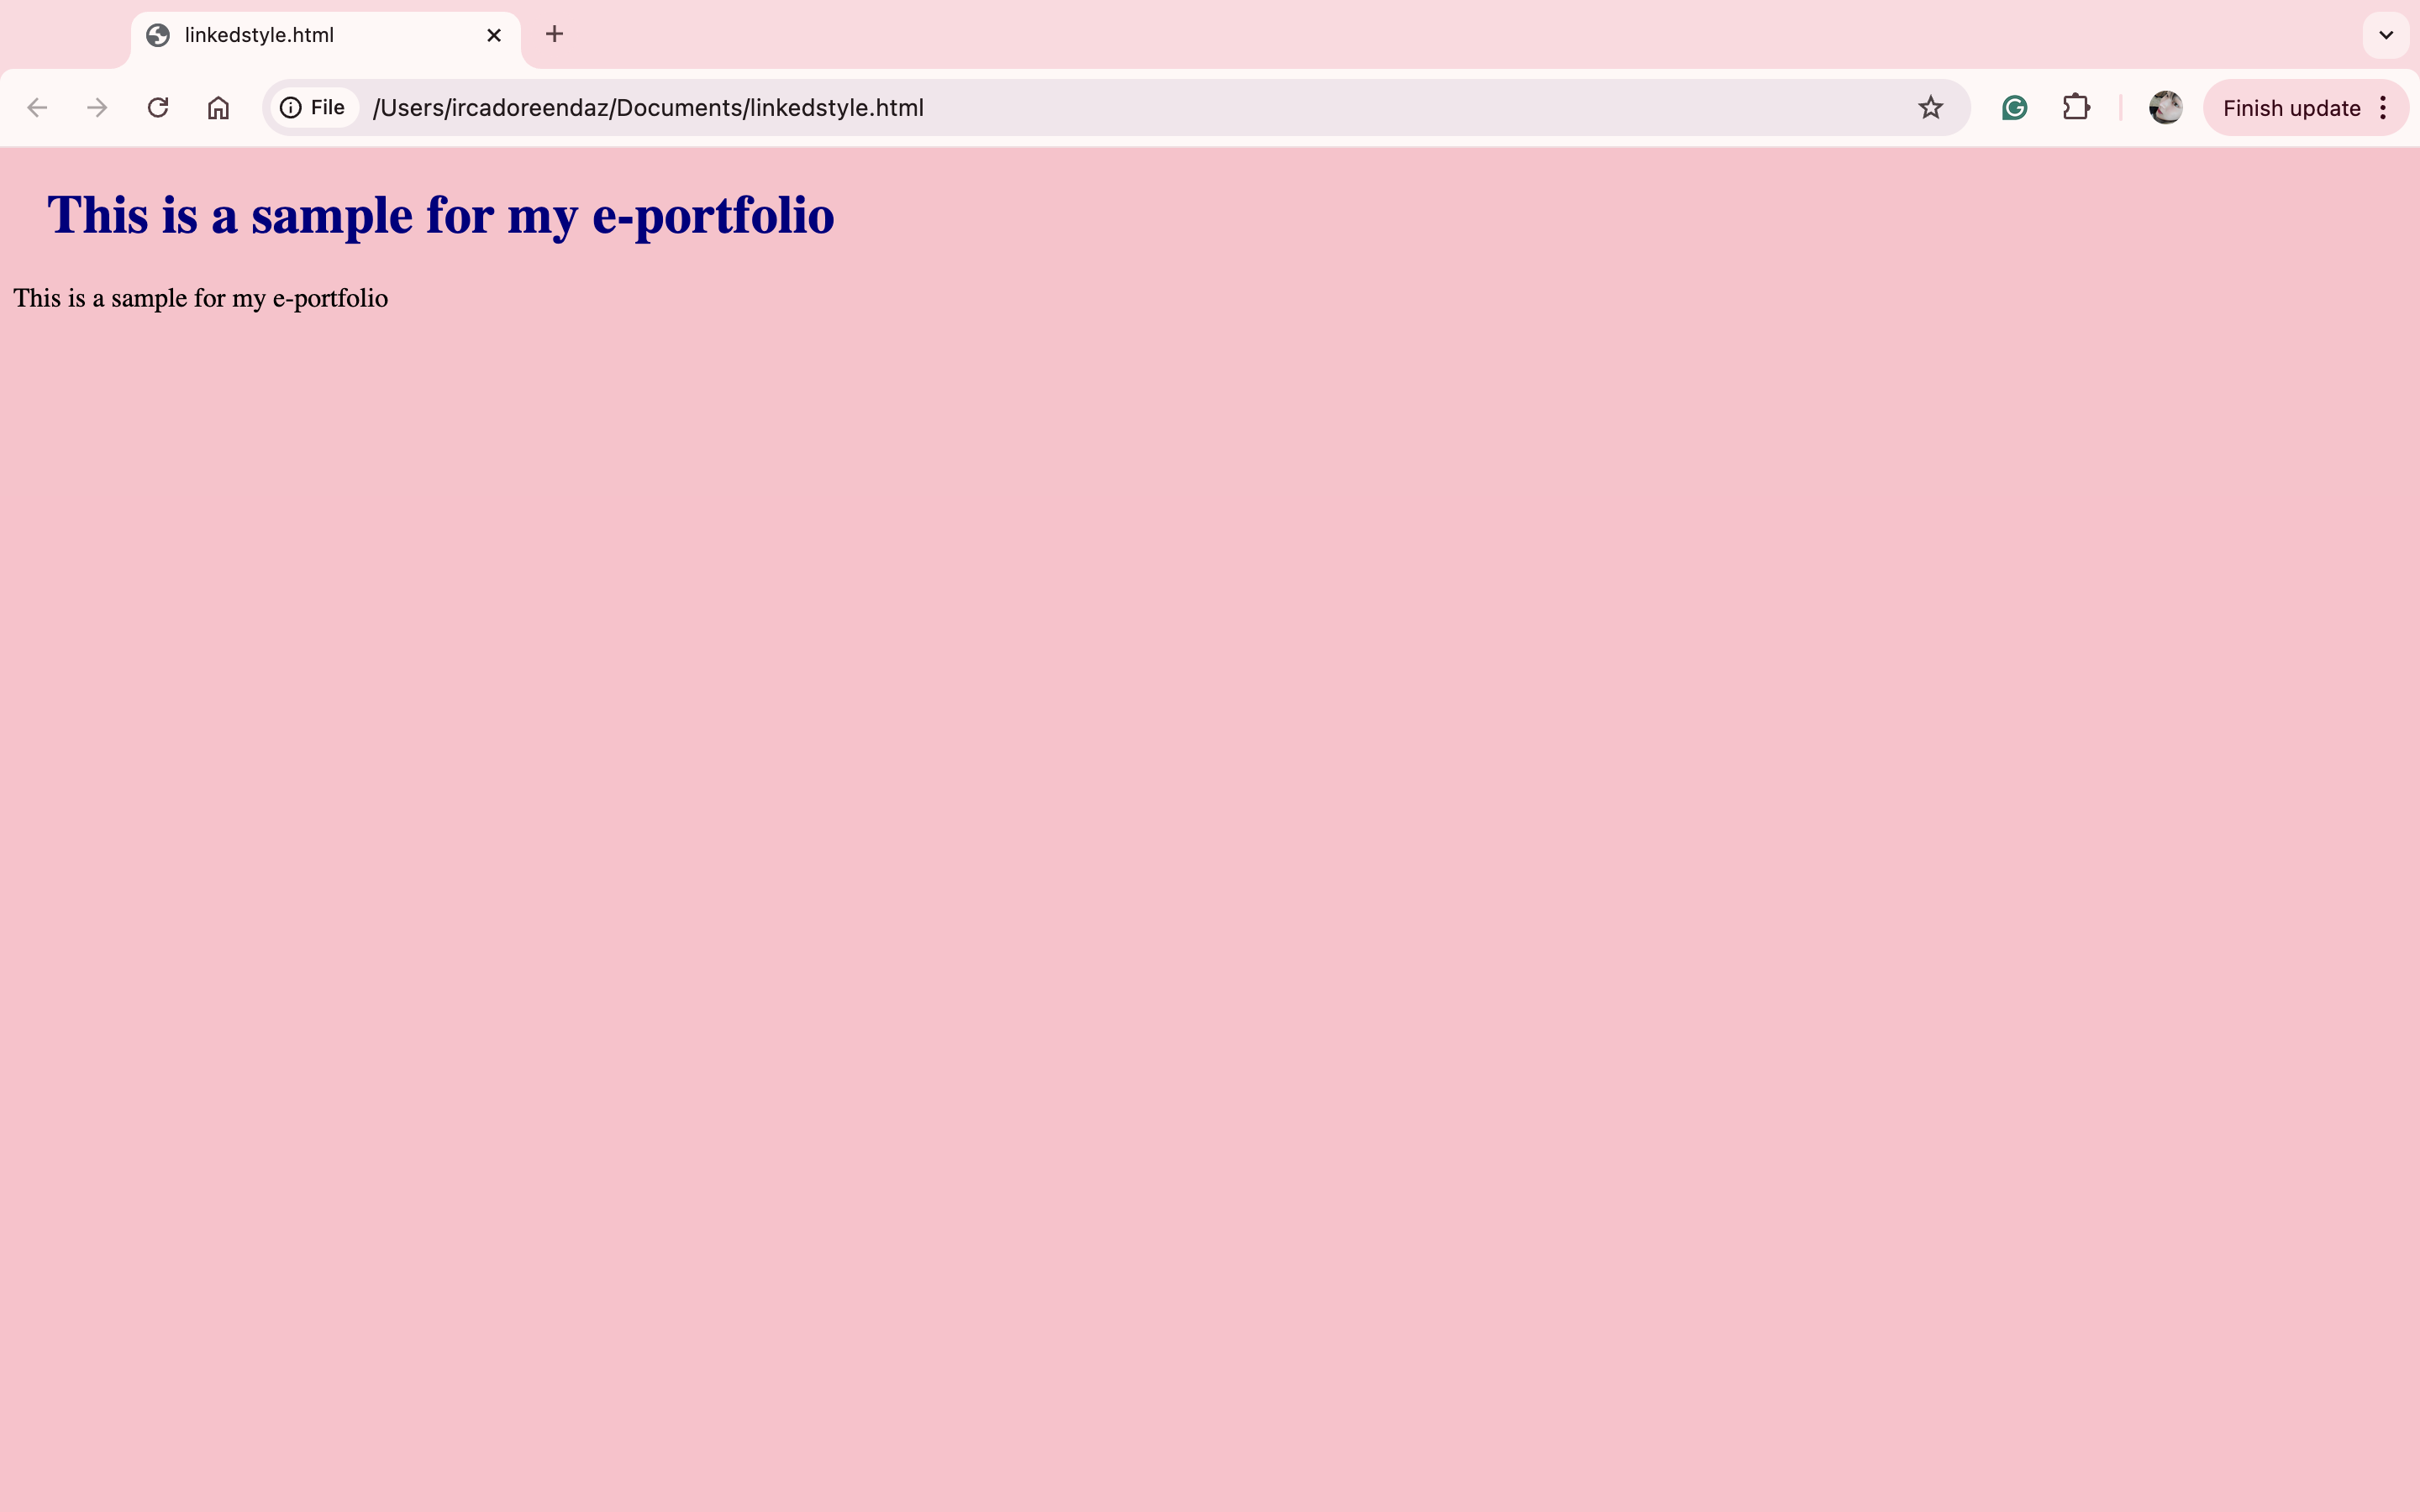 linkedstyle.html
File /Users/ircadoreendaz/Documents/linkedstyle.html
Finish update
This is a sample for my e-portfolio
This is a sample for my e-portfolio